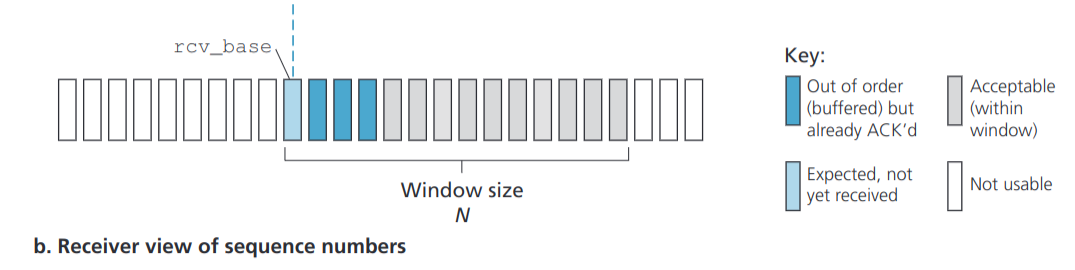 rcv_base
Key:
Out of order
(buffered) but
already ACK'd
Acceptable
(within
window)
Expected, not
yet received
Not usable
Window size
N
b. Receiver view of sequence numbers